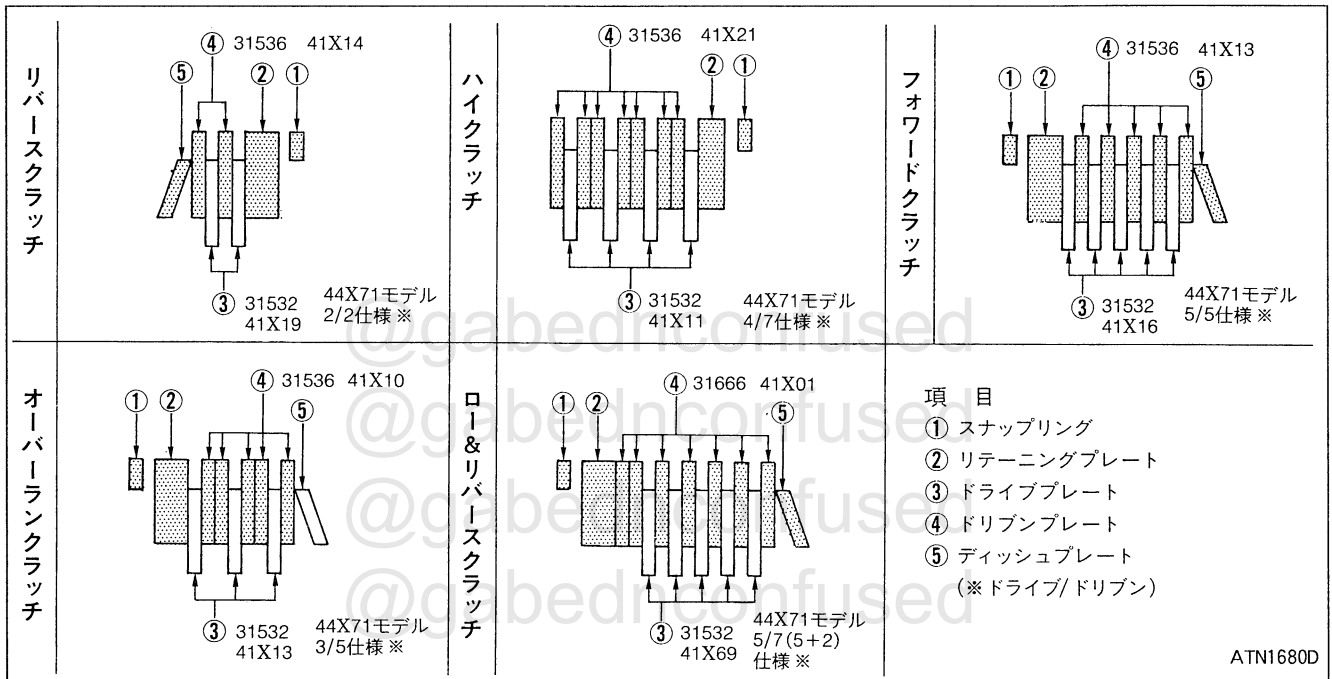 リバースクラッチ
④ 31536 41X14
⑤ ② ①
③ 31532 41X19
44X71モデル
2/2仕様 ※
ハイクラッチ
④ 31536 41X21
② ①
③ 31532 41X11
44X71モデル
4/7仕様 ※
フォワードクラッチ
④ 31536 41X13
① ② ⑤
③ 31532 41X16
44X71モデル
5/5仕様 ※
オーバーランクラッチ
④ 31536 41X10
① ② ⑤
③ 31532 41X13
44X71モデル
3/5仕様 ※
ロー&リバースクラッチ
④ 31666 41X01
① ② ⑤
③ 31532 41X69
44X71モデル
5/7(5+2)
仕様 ※
項 目
① スナップリング
② リテーニングプレート
③ ドライブプレート
④ ドリブンプレート
⑤ ディッシュプレート
(※ドライブ/ドリブン)
ATN1680D
@gabednconfused
@gabednconfused
@gabednconfused
@gabednconfused